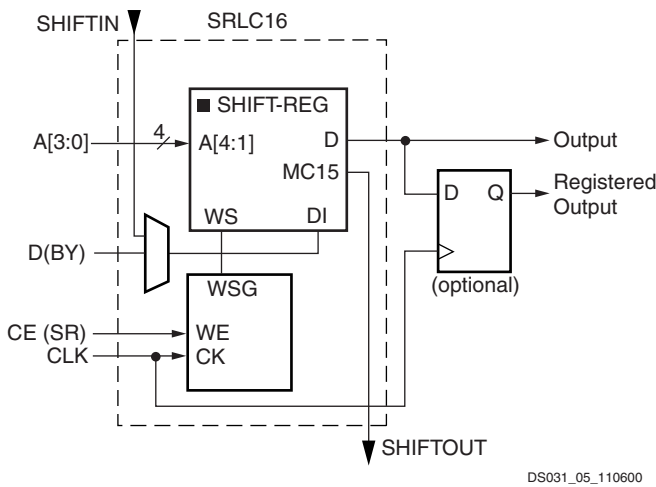 SHIFTIN
SRLC16
SHIFT-REG
A[3:0]
4
A[4:1]
D
MC15
Output
D Q
Registered
Output
WS DI
D(BY)
(optional)
WSG
CE (SR)
WE
CLK
CK
SHIFTOUT
DS031_05_110600